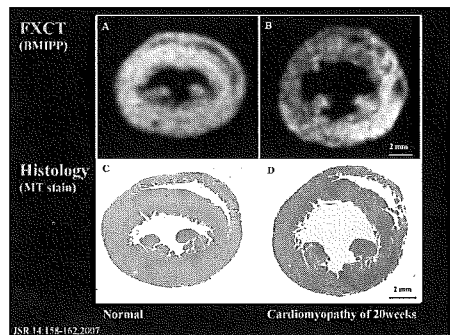 FXCT
(BMIPP)
A
B
2 mm
Histology
(MT stain)
C
D
2 mm
Normal
Cardiomyopathy of 20weeks
JSR 14:158-162,2007